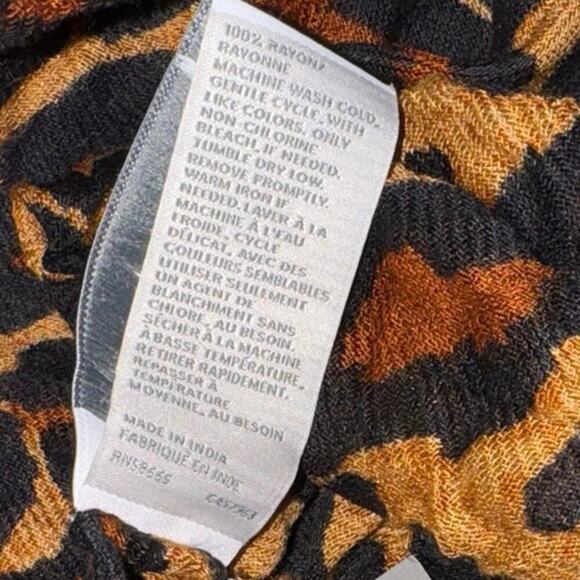 100% RAYON/
RAYONNE
MACHINE WASH COLD,
GENTLE CYCLE, WITH
LIKE COLORS. ONLY
NON-CHLORINE
BLEACH, IF NEEDED.
TUMBLE DRY LOW.
REMOVE PROMPTLY.
WARM IRON IF
NEEDED. LAVER À LA
MACHINE À L'EAU
FROIDE - CYCLE
DÉLICAT, AVEC DES
COULEURS SEMBLABLES
UTILISER SEULEMENT
UN AGENT DE
BLANCHIMENT SANS
CHLORE, AU BESOIN.
SÉCHER À LA MACHINE
À BASSE TEMPÉRATURE.
RETIRER RAPIDEMENT.
REPASSER À
TEMPÉRATURE
MOYENNE, AU BESOIN
MADE IN INDIA
FABRIQUÉ EN INDE
RN58665